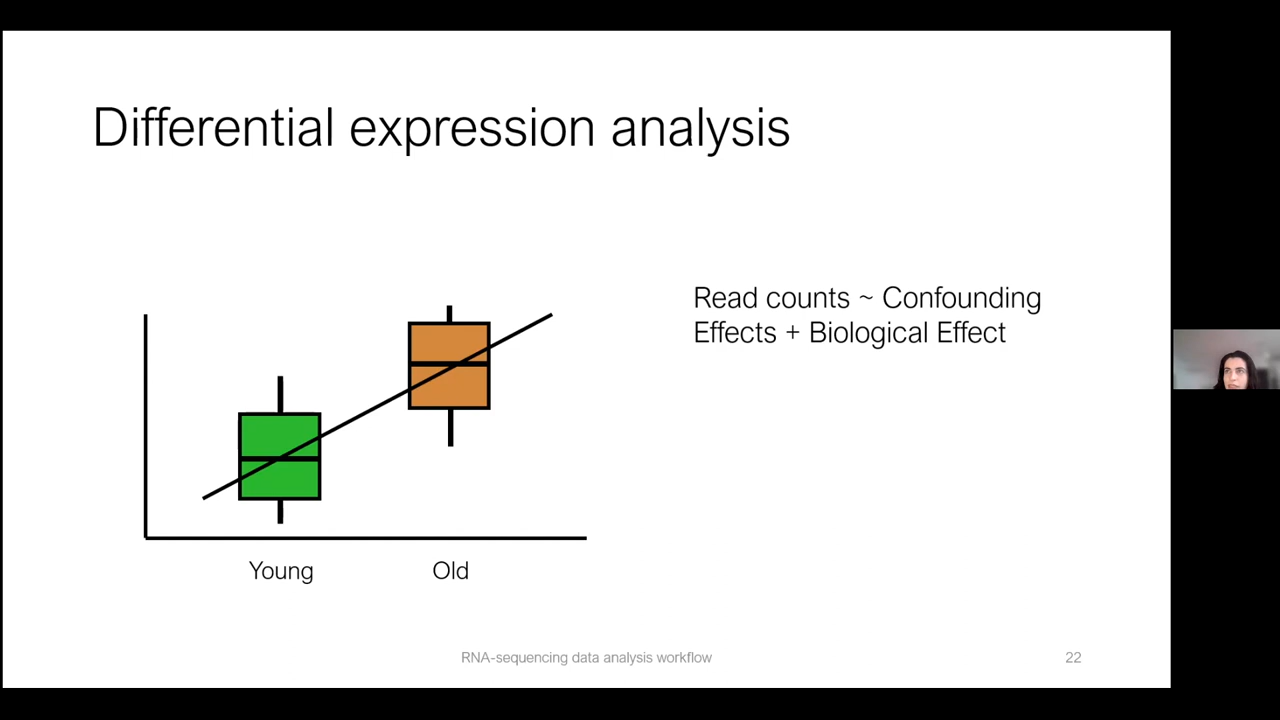 Differential expression analysis
Read counts ~ Confounding
Effects + Biological Effect
Young Old
RNA-sequencing data analysis workflow
22